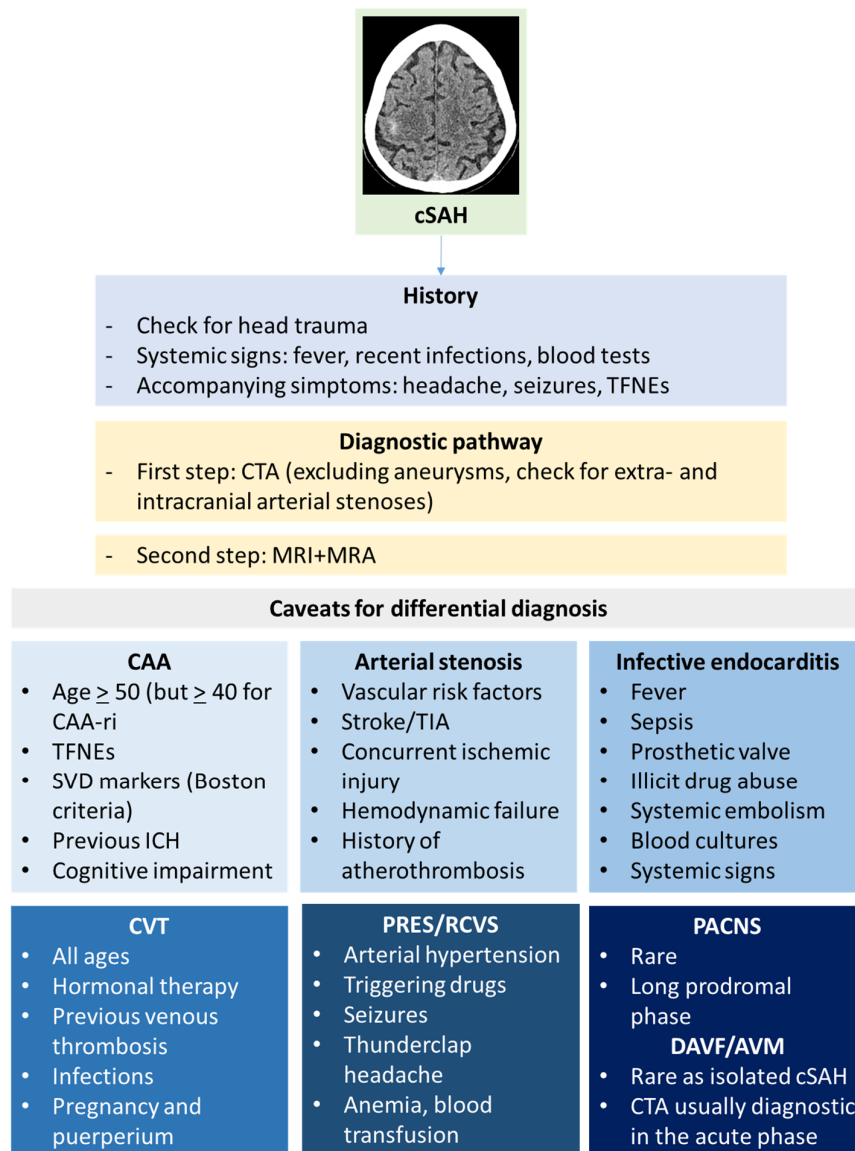 cSAH
History
- Check for head trauma
- Systemic signs: fever, recent infections, blood tests
- Accompanying simptoms: headache, seizures, TFNEs
Diagnostic pathway
- First step: CTA (excluding aneurysms, check for extra- and
intracranial arterial stenoses)
- Second step: MRI+MRA
Caveats for differential diagnosis
CAA
• Age ≥ 50 (but ≥ 40 for
CAA-ri
• TFNEs
• SVD markers (Boston
criteria)
• Previous ICH
• Cognitive impairment
Arterial stenosis
• Vascular risk factors
• Stroke/TIA
• Concurrent ischemic
injury
• Hemodynamic failure
• History of
atherothrombosis
Infective endocarditis
• Fever
• Sepsis
• Prosthetic valve
• Illicit drug abuse
• Systemic embolism
• Blood cultures
• Systemic signs
CVT
• All ages
• Hormonal therapy
• Previous venous
thrombosis
• Infections
• Pregnancy and
puerperium
PRES/RCVS
• Arterial hypertension
• Triggering drugs
• Seizures
• Thunderclap
headache
• Anemia, blood
transfusion
PACNS
• Rare
• Long prodromal
phase
DAVF/AVM
• Rare as isolated cSAH
• CTA usually diagnostic
in the acute phase